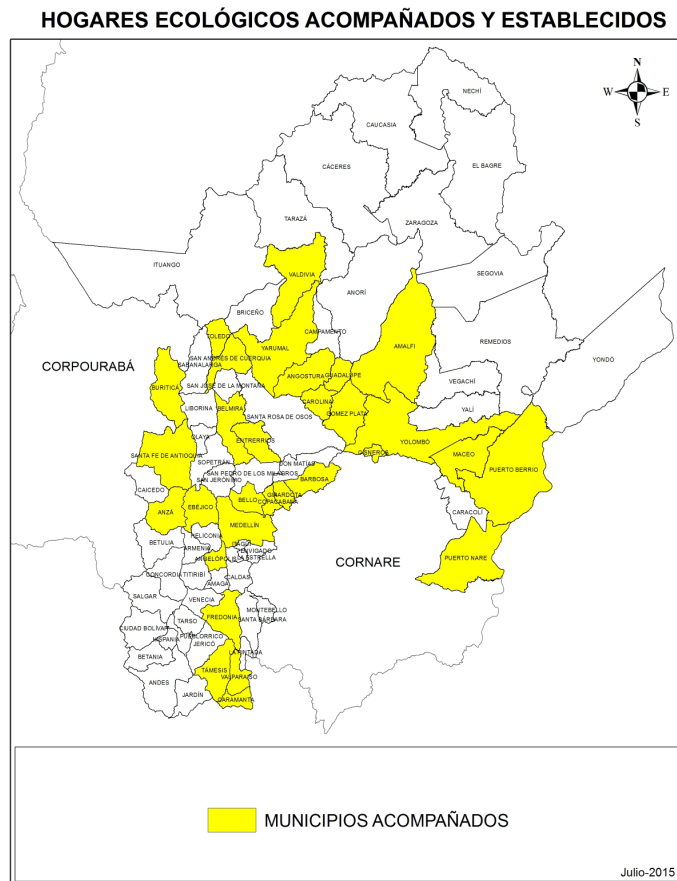 HOGARES ECOLÓGICOS ACOMPAÑADOS Y ESTABLECIDOS
N
W E
S
NECHÍ
CAUCASIA
EL BAGRE
CÁCERES
TARAZÁ
ZARAGOZA
ITUANGO
VALDIVIA
SEGOVIA
ANORÍ
BRICEÑO
CAMPAMENTO
TOLEDO
YARUMAL
AMALFI
REMEDIOS
YONDÓ
SAN ANDRÉS DE CUERQUIA
SABANALARGA
CORPOURABÁ
ANGOSTURA
GUADALUPE
VEGACHÍ
BURITICÁ
SAN JOSÉ DE LA MONTAÑA
CAROLINA
LIBORINA
BELMIRA
YALÍ
SANTA ROSA DE OSOS
GOMEZ PLATA
OLAYA
ENTRERRIOS
YOLOMBÓ
SANTA FE DE ANTIOQUIA
CISNEROS
MACEO
SOPETRÁN
DON MATÍAS
PUERTO BERRIO
SAN PEDRO DE LOS MILAGROS
SAN JERÓNIMO
BARBOSA
CAICEDO
GIRARDOTA
ANZÁ
EBÉJICO
BELLO
COPACABANA
CARACOLÍ
MEDELLÍN
HELICONIA
BETULIA
ARMENIA
ITAGÜÍ
ENVIGADO
LA ESTRELLA
ANGELÓPOLIS
PUERTO NARE
CORNARE
CONCORDIA
TITIRIBÍ
CALDAS
AMAGÁ
SALGAR
VENECIA
MONTEBELLO
FREDONIA
SANTA BÁRBARA
TARSO
CIUDAD BOLÍVAR
HISPANIA
PUEBLORRICO
JERICÓ
LA PINTADA
BETANIA
TÁMESIS
VALPARAÍSO
ANDES
JARDÍN
CARAMANTA
MUNICIPIOS ACOMPAÑADOS
Julio-2015